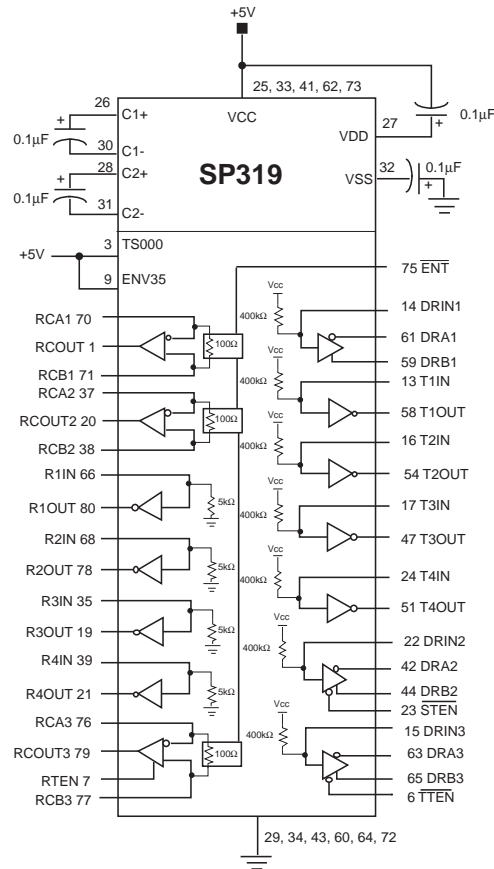 +5V
25, 33, 41, 62, 73
VCC
26
C1+
0.1µF
30
C1-
28
C2+
0.1µF
31
C2-
SP319
VDD
27
0.1µF
VSS
32
0.1µF
+5V
3
TS000
9
ENV35
RCA1 70
RCOUT 1
100Ω
RCB1 71
RCA2 37
RCOUT2 20
100Ω
RCB2 38
R1IN 66
R1OUT 80
5kΩ
R2IN 68
R2OUT 78
5kΩ
R3IN 35
R3OUT 19
5kΩ
R4IN 39
R4OUT 21
5kΩ
RCA3 76
RCOUT3 79
100Ω
RTEN 7
RCB3 77
75 ENT
Vcc
400kΩ
14 DRIN1
61 DRA1
59 DRB1
Vcc
400kΩ
13 T1IN
58 T1OUT
Vcc
400kΩ
16 T2IN
54 T2OUT
Vcc
400kΩ
17 T3IN
47 T3OUT
Vcc
400kΩ
24 T4IN
51 T4OUT
Vcc
400kΩ
22 DRIN2
42 DRA2
44 DRB2
23 STEN
Vcc
400kΩ
15 DRIN3
63 DRA3
65 DRB3
6 TTEN
29, 34, 43, 60, 64, 72